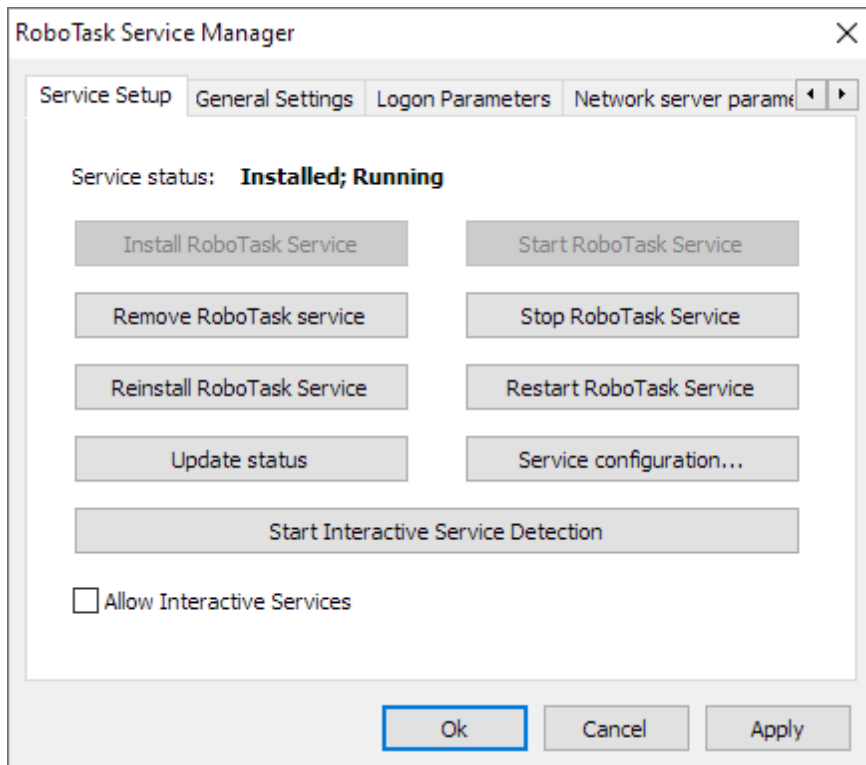 RoboTask Service Manager
Service Setup General Settings Logon Parameters Network server parame
Service status: Installed; Running
Install RoboTask Service Start RoboTask Service
Remove RoboTask service Stop RoboTask Service
Reinstall RoboTask Service Restart RoboTask Service
Update status Service configuration...
Start Interactive Service Detection
Allow Interactive Services
Ok Cancel Apply